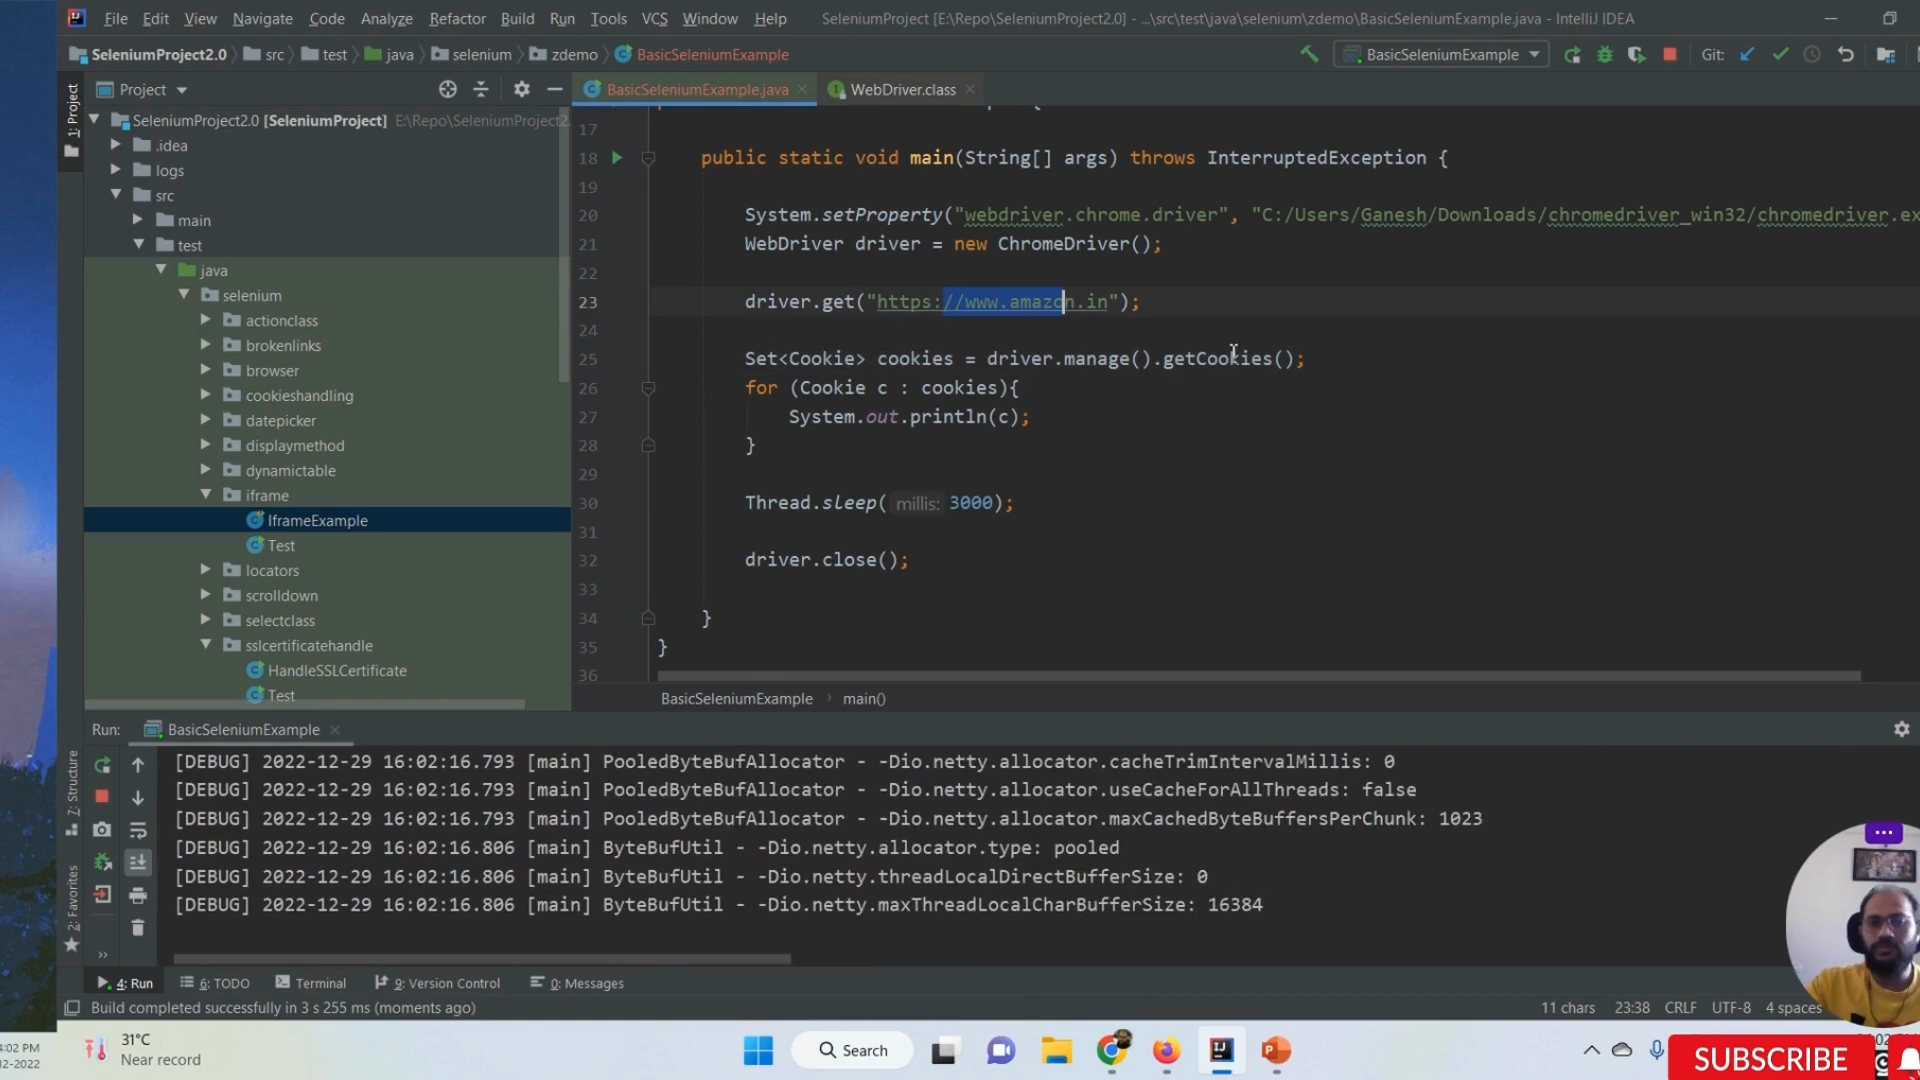 File Edit View Navigate Code Analyze Refactor Build Run Tools VCS Window Help SeleniumProject [E:\Repo\SeleniumProject2.0] - ...\src\test\java\selenium\zdemo\BasicSeleniumExample.java - IntelliJ IDEA
SeleniumProject2.0 src test java selenium zdemo BasicSeleniumExample BasicSeleniumExample Git:
1: Project
Project
BasicSeleniumExample.java WebDriver.class
SeleniumProject2.0 [SeleniumProject] E:\Repo\SeleniumProject2.
.idea
logs
src
main
test
java
selenium
actionclass
brokenlinks
browser
cookieshandling
datepicker
displaymethod
dynamictable
iframe
IframeExample
Test
locators
scrolldown
selectclass
sslcertificatehandle
HandleSSLCertificate
Test
17
18 public static void main(String[] args) throws InterruptedException {
19
20 System.setProperty("webdriver.chrome.driver", "C:/Users/Ganesh/Downloads/chromedriver_win32/chromedriver.ex
21 WebDriver driver = new ChromeDriver();
22
23 driver.get("https://www.amazon.in");
24
25 Set<Cookie> cookies = driver.manage().getCookies();
26 for (Cookie c : cookies){
27 System.out.println(c);
28 }
29
30 Thread.sleep( millis: 3000);
31
32 driver.close();
33
34 }
35 }
36
BasicSeleniumExample › main()
Run: BasicSeleniumExample
7: Structure
2: Favorites
[DEBUG] 2022-12-29 16:02:16.793 [main] PooledByteBufAllocator - -Dio.netty.allocator.cacheTrimIntervalMillis: 0
[DEBUG] 2022-12-29 16:02:16.793 [main] PooledByteBufAllocator - -Dio.netty.allocator.useCacheForAllThreads: false
[DEBUG] 2022-12-29 16:02:16.793 [main] PooledByteBufAllocator - -Dio.netty.allocator.maxCachedByteBuffersPerChunk: 1023
[DEBUG] 2022-12-29 16:02:16.806 [main] ByteBufUtil - -Dio.netty.allocator.type: pooled
[DEBUG] 2022-12-29 16:02:16.806 [main] ByteBufUtil - -Dio.netty.threadLocalDirectBufferSize: 0
[DEBUG] 2022-12-29 16:02:16.806 [main] ByteBufUtil - -Dio.netty.maxThreadLocalCharBufferSize: 16384
4: Run 6: TODO Terminal 9: Version Control 0: Messages
Build completed successfully in 3 s 255 ms (moments ago) 11 chars 23:38 CRLF UTF-8 4 spaces
4:02 PM
12-2022
31°C
Near record
Search
SUBSCRIBE